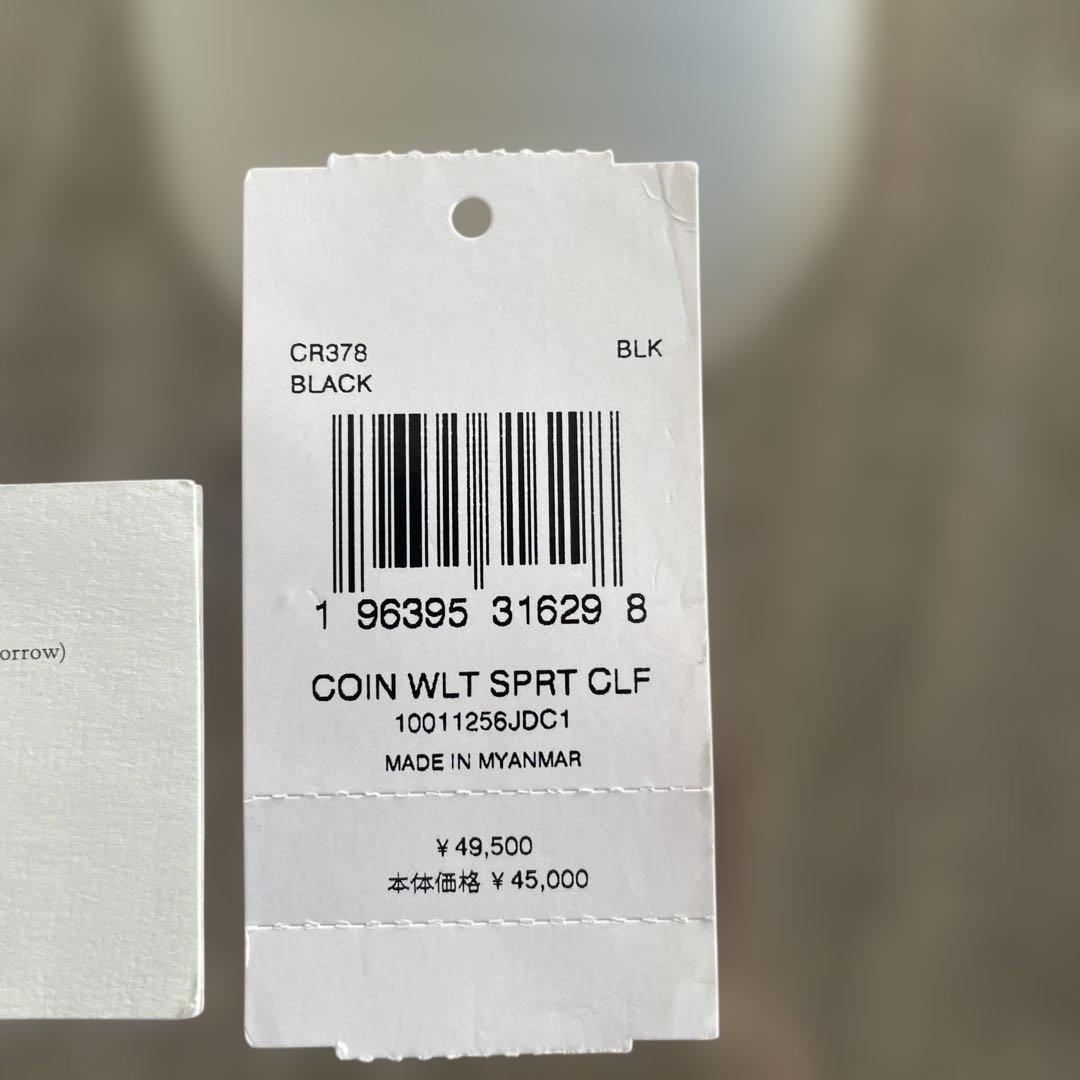 CR378 BLK
BLACK
1 96395 31629 8
COIN WLT SPRT CLF
10011256JDC1
MADE IN MYANMAR
¥49,500
本体価格 ¥45,000
orrow)